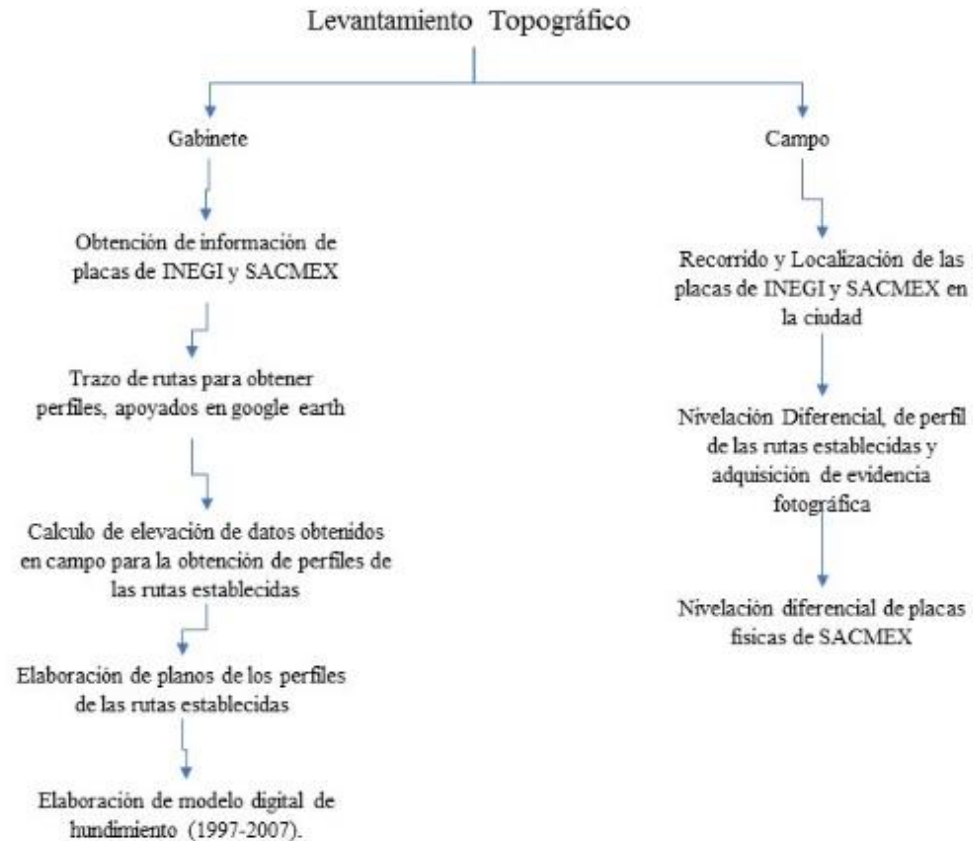 Levantamiento Topográfico
Gabinete
Obtención de información de
placas de INEGI y SACMEX
Trazo de rutas para obtener
perfiles, apoyados en google earth
Calculo de elevación de datos obtenidos
en campo para la obtención de perfiles de
las rutas establecidas
Elaboración de planos de los perfiles
de las rutas establecidas
Elaboración de modelo digital de
hundimiento (1997-2007).
Campo
Recorrido y Localización de las
placas de INEGI y SACMEX en
la ciudad
Nivelación Diferencial, de perfil
de las rutas establecidas y
adquisición de evidencia
fotográfica
Nivelación diferencial de placas
fisicas de SACMEX